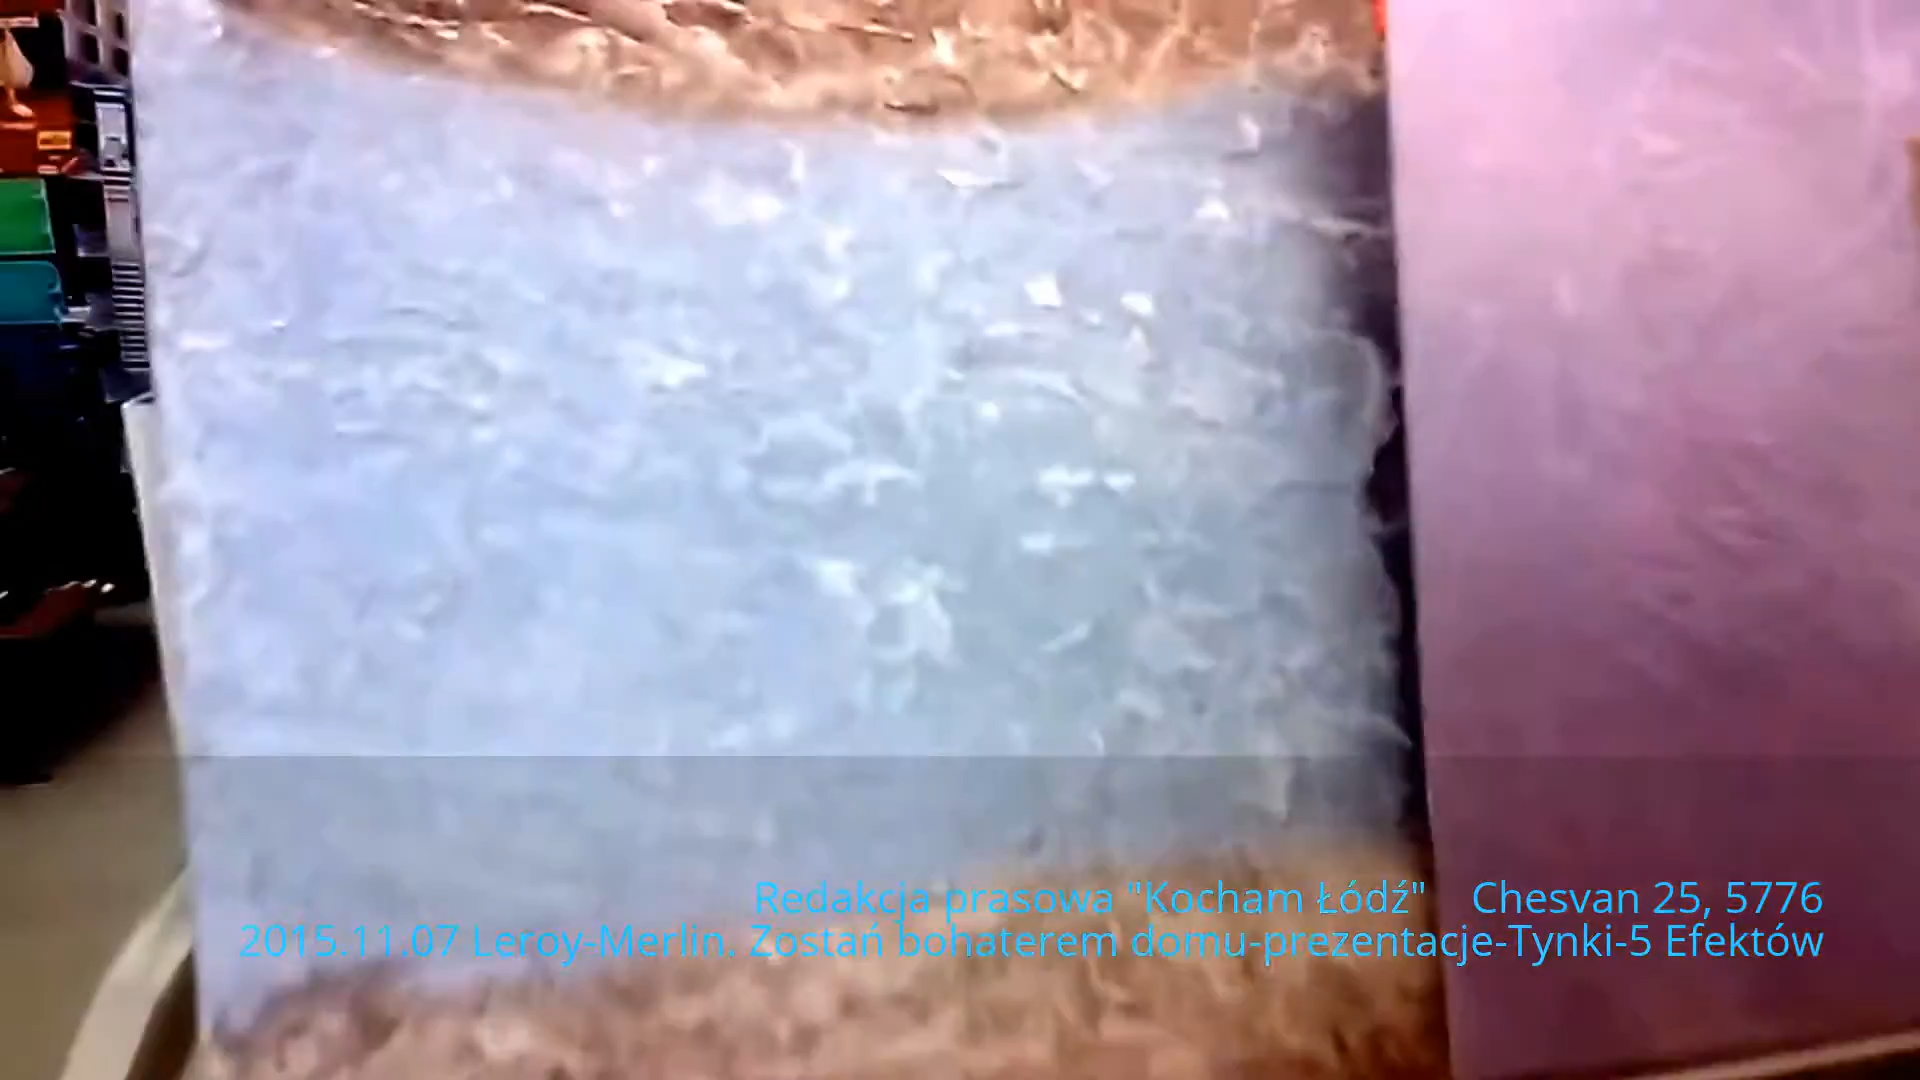 Redakcja prasowa "Kocham Łódź" Chesvan 25, 5776
2015.11.07 Leroy-Merlin. Zostań bohaterem domu-prezentacje-Tynki-5 Efektów